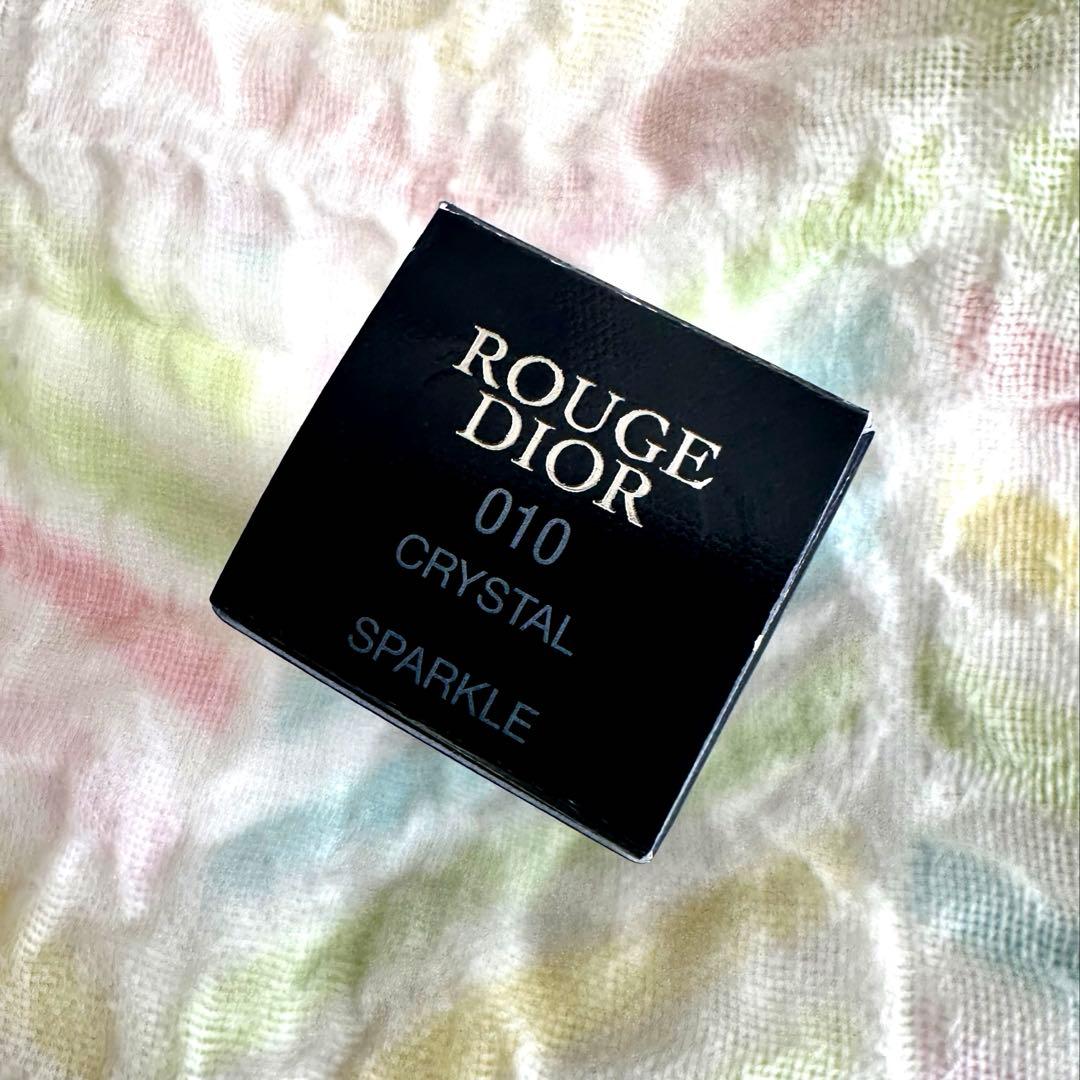 ROUGE
DIOR
010
CRYSTAL
SPARKLE